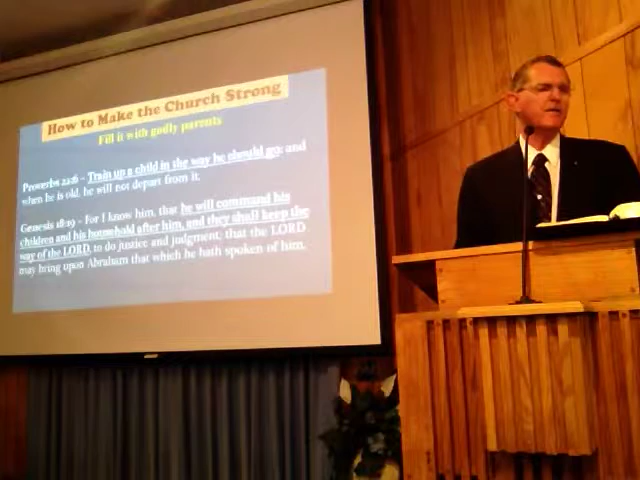 How to Make the Church Strong
Fill it with godly parents
Proverbs 22:6 - Train up a child in the way he should go: and
when he is old, he will not depart from it.
Genesis 18:19 - For I know him, that he will command his
children and his household after him, and they shall keep the
way of the LORD, to do justice and judgment; that the LORD
may bring upon Abraham that which he hath spoken of him.